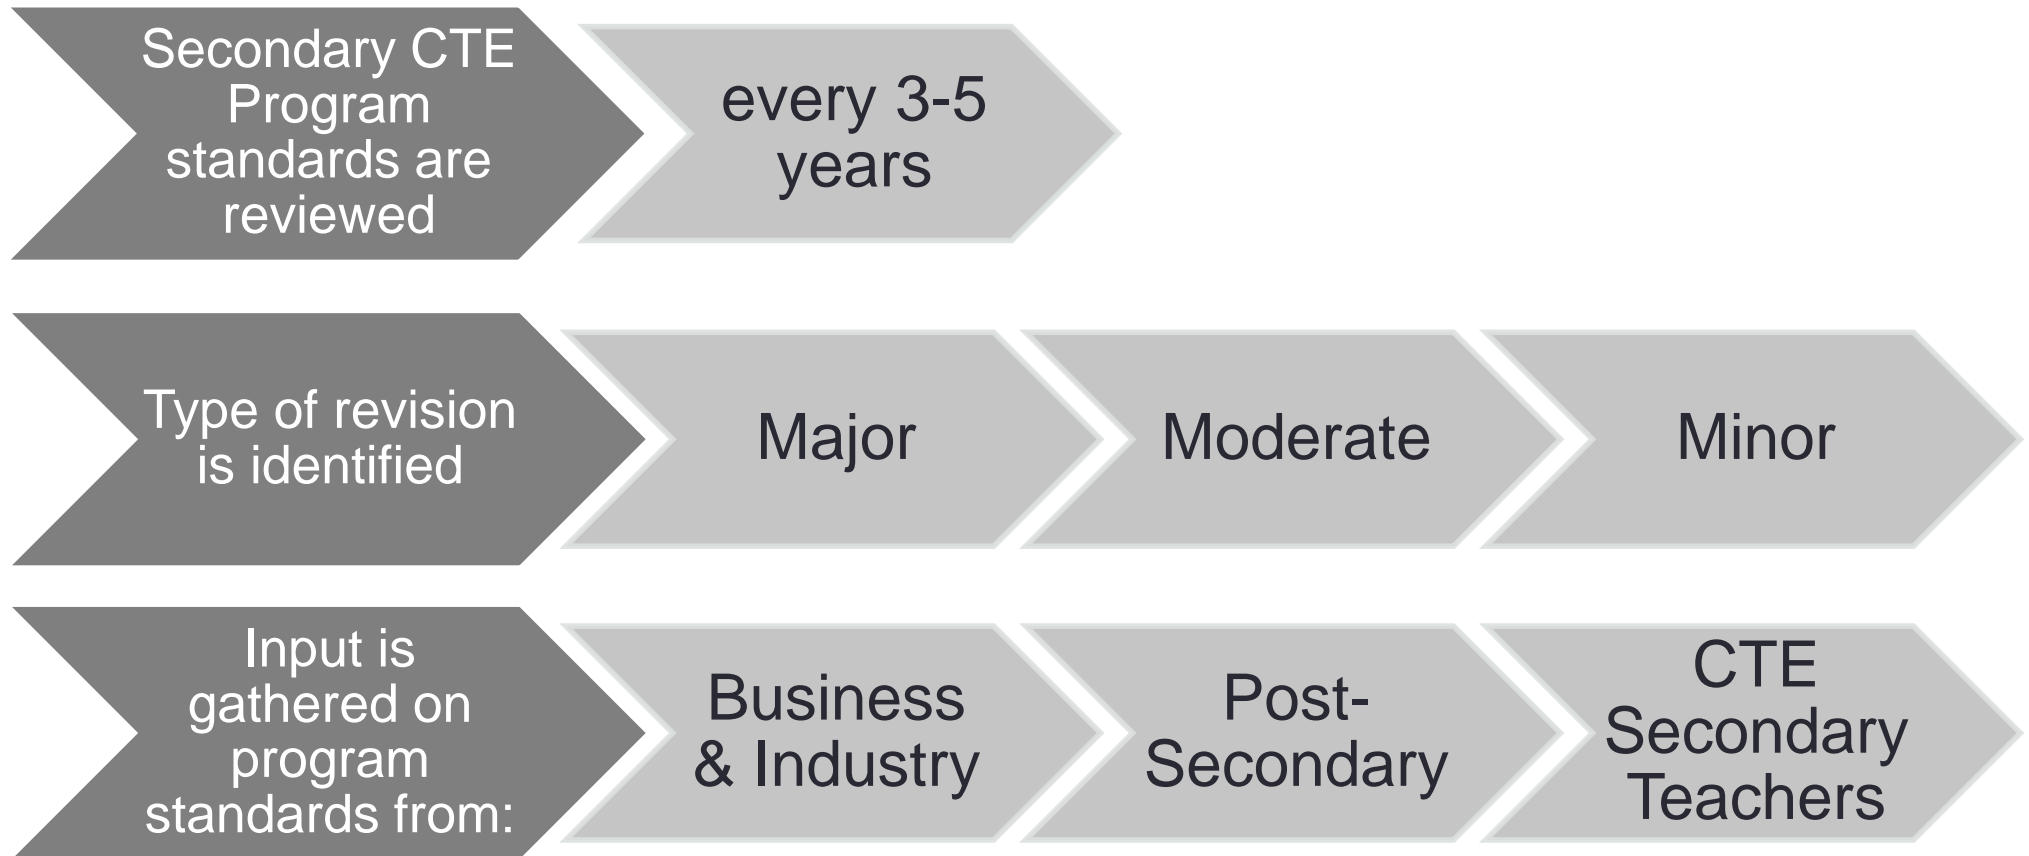 Secondary CTE
Program
standards are
reviewed
every 3-5
years
Type of revision
is identified
Major
Moderate
Minor
Input is
gathered on
program
standards from:
Business
& Industry
Post-
Secondary
CTE
Secondary
Teachers